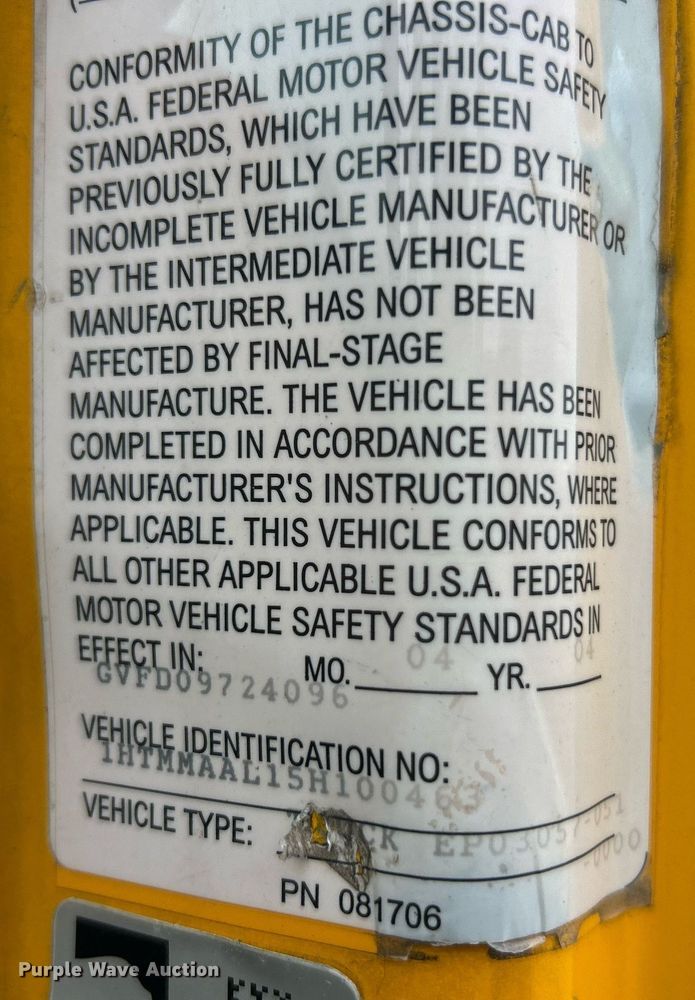 CONFORMITY OF THE CHASSIS-CAB TO
U.S.A. FEDERAL MOTOR VEHICLE SAFETY
STANDARDS, WHICH HAVE BEEN
PREVIOUSLY FULLY CERTIFIED BY THE
INCOMPLETE VEHICLE MANUFACTURER OR
BY THE INTERMEDIATE VEHICLE
MANUFACTURER, HAS NOT BEEN
AFFECTED BY FINAL-STAGE
MANUFACTURE. THE VEHICLE HAS BEEN
COMPLETED IN ACCORDANCE WITH PRIOR
MANUFACTURER'S INSTRUCTIONS, WHERE
APPLICABLE. THIS VEHICLE CONFORMS TO
ALL OTHER APPLICABLE U.S.A. FEDERAL
MOTOR VEHICLE SAFETY STANDARDS IN
EFFECT IN: MO. 04 YR. 04
GVFD09724096
VEHICLE IDENTIFICATION NO:
VEHICLE TYPE: EP03057-051
-0000
PN 081706
Purple Wave Auction